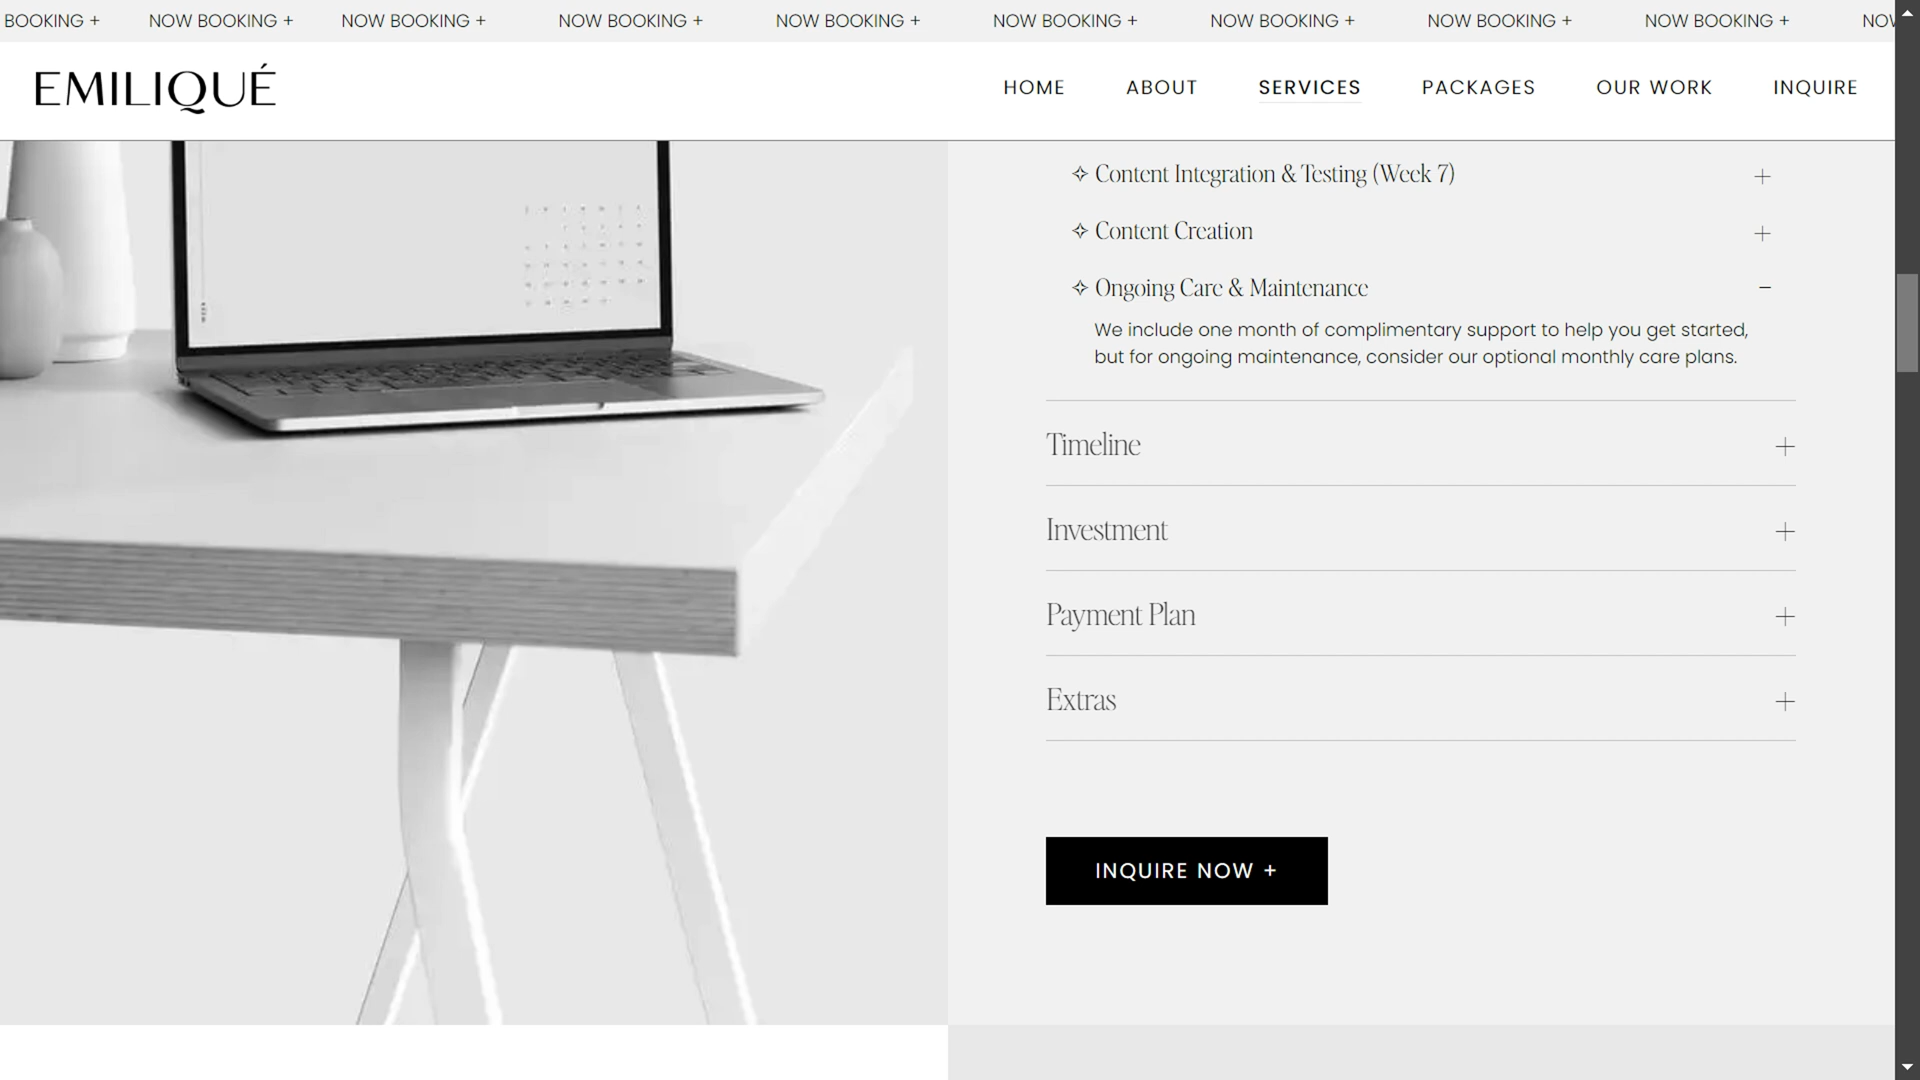 BOOKING + NOW BOOKING + NOW BOOKING + NOW BOOKING + NOW BOOKING + NOW BOOKING + NOW BOOKING + NOW BOOKING + NOW BOOKING +
EMILIQUÉ
HOME ABOUT SERVICES PACKAGES OUR WORK INQUIRE
✧ Content Integration & Testing (Week 7) +
✧ Content Creation +
✧ Ongoing Care & Maintenance −
We include one month of complimentary support to help you get started,
but for ongoing maintenance, consider our optional monthly care plans.
Timeline +
Investment +
Payment Plan +
Extras +
INQUIRE NOW +